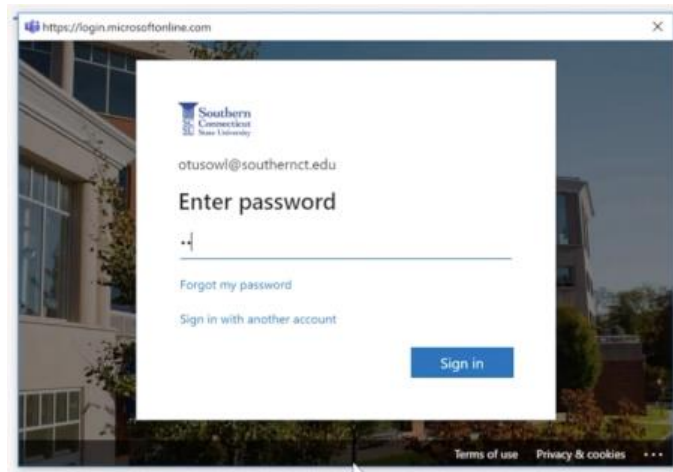 https://login.microsoftonline.com
Southern
Connecticut
State University
otusowl@southernct.edu
Enter password
Forgot my password
Sign in with another account
Sign in
Terms of use Privacy & cookies